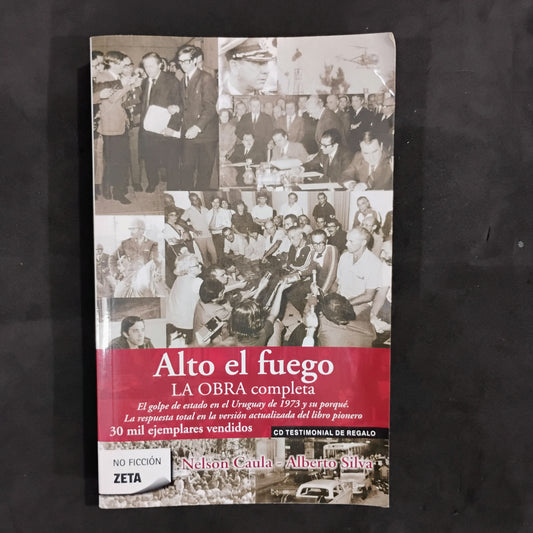 Alto el fuego
LA OBRA completa
El golpe de estado en el Uruguay de 1973 y su porqué.
La respuesta total en la versión actualizada del libro pionero
30 mil ejemplares vendidos
CD TESTIMONIAL DE REGALO
NO FICCIÓN
ZETA
Nelson Caula - Alberto Silva